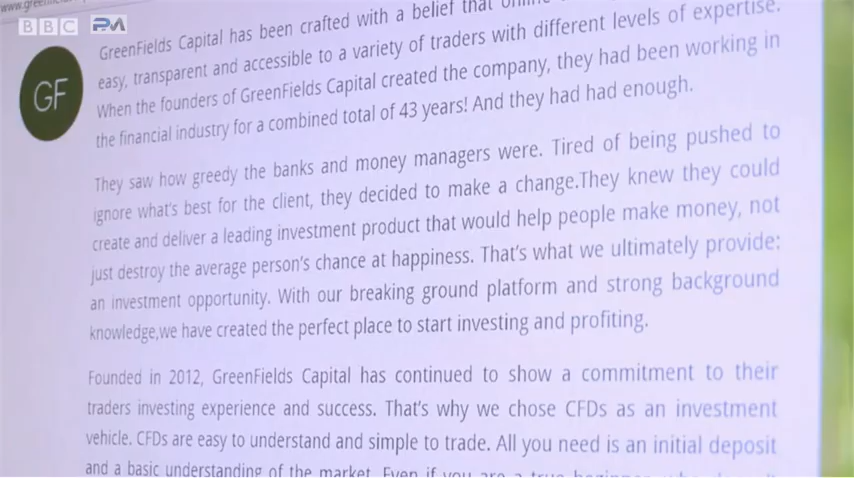 www.greenfiel
BBC PA
GF
GreenFields Capital has been crafted with a belief that online
easy, transparent and accessible to a variety of traders with different levels of expertise.
When the founders of GreenFields Capital created the company, they had been working in
the financial industry for a combined total of 43 years! And they had had enough.
They saw how greedy the banks and money managers were. Tired of being pushed to
ignore what's best for the client, they decided to make a change.They knew they could
create and deliver a leading investment product that would help people make money, not
just destroy the average person's chance at happiness. That's what we ultimately provide:
an investment opportunity. With our breaking ground platform and strong background
knowledge,we have created the perfect place to start investing and profiting.
Founded in 2012, GreenFields Capital has continued to show a commitment to their
traders investing experience and success. That's why we chose CFDs as an investment
vehicle. CFDs are easy to understand and simple to trade. All you need is an initial deposit
and a basic understanding of the market. Even if you are a true beginner